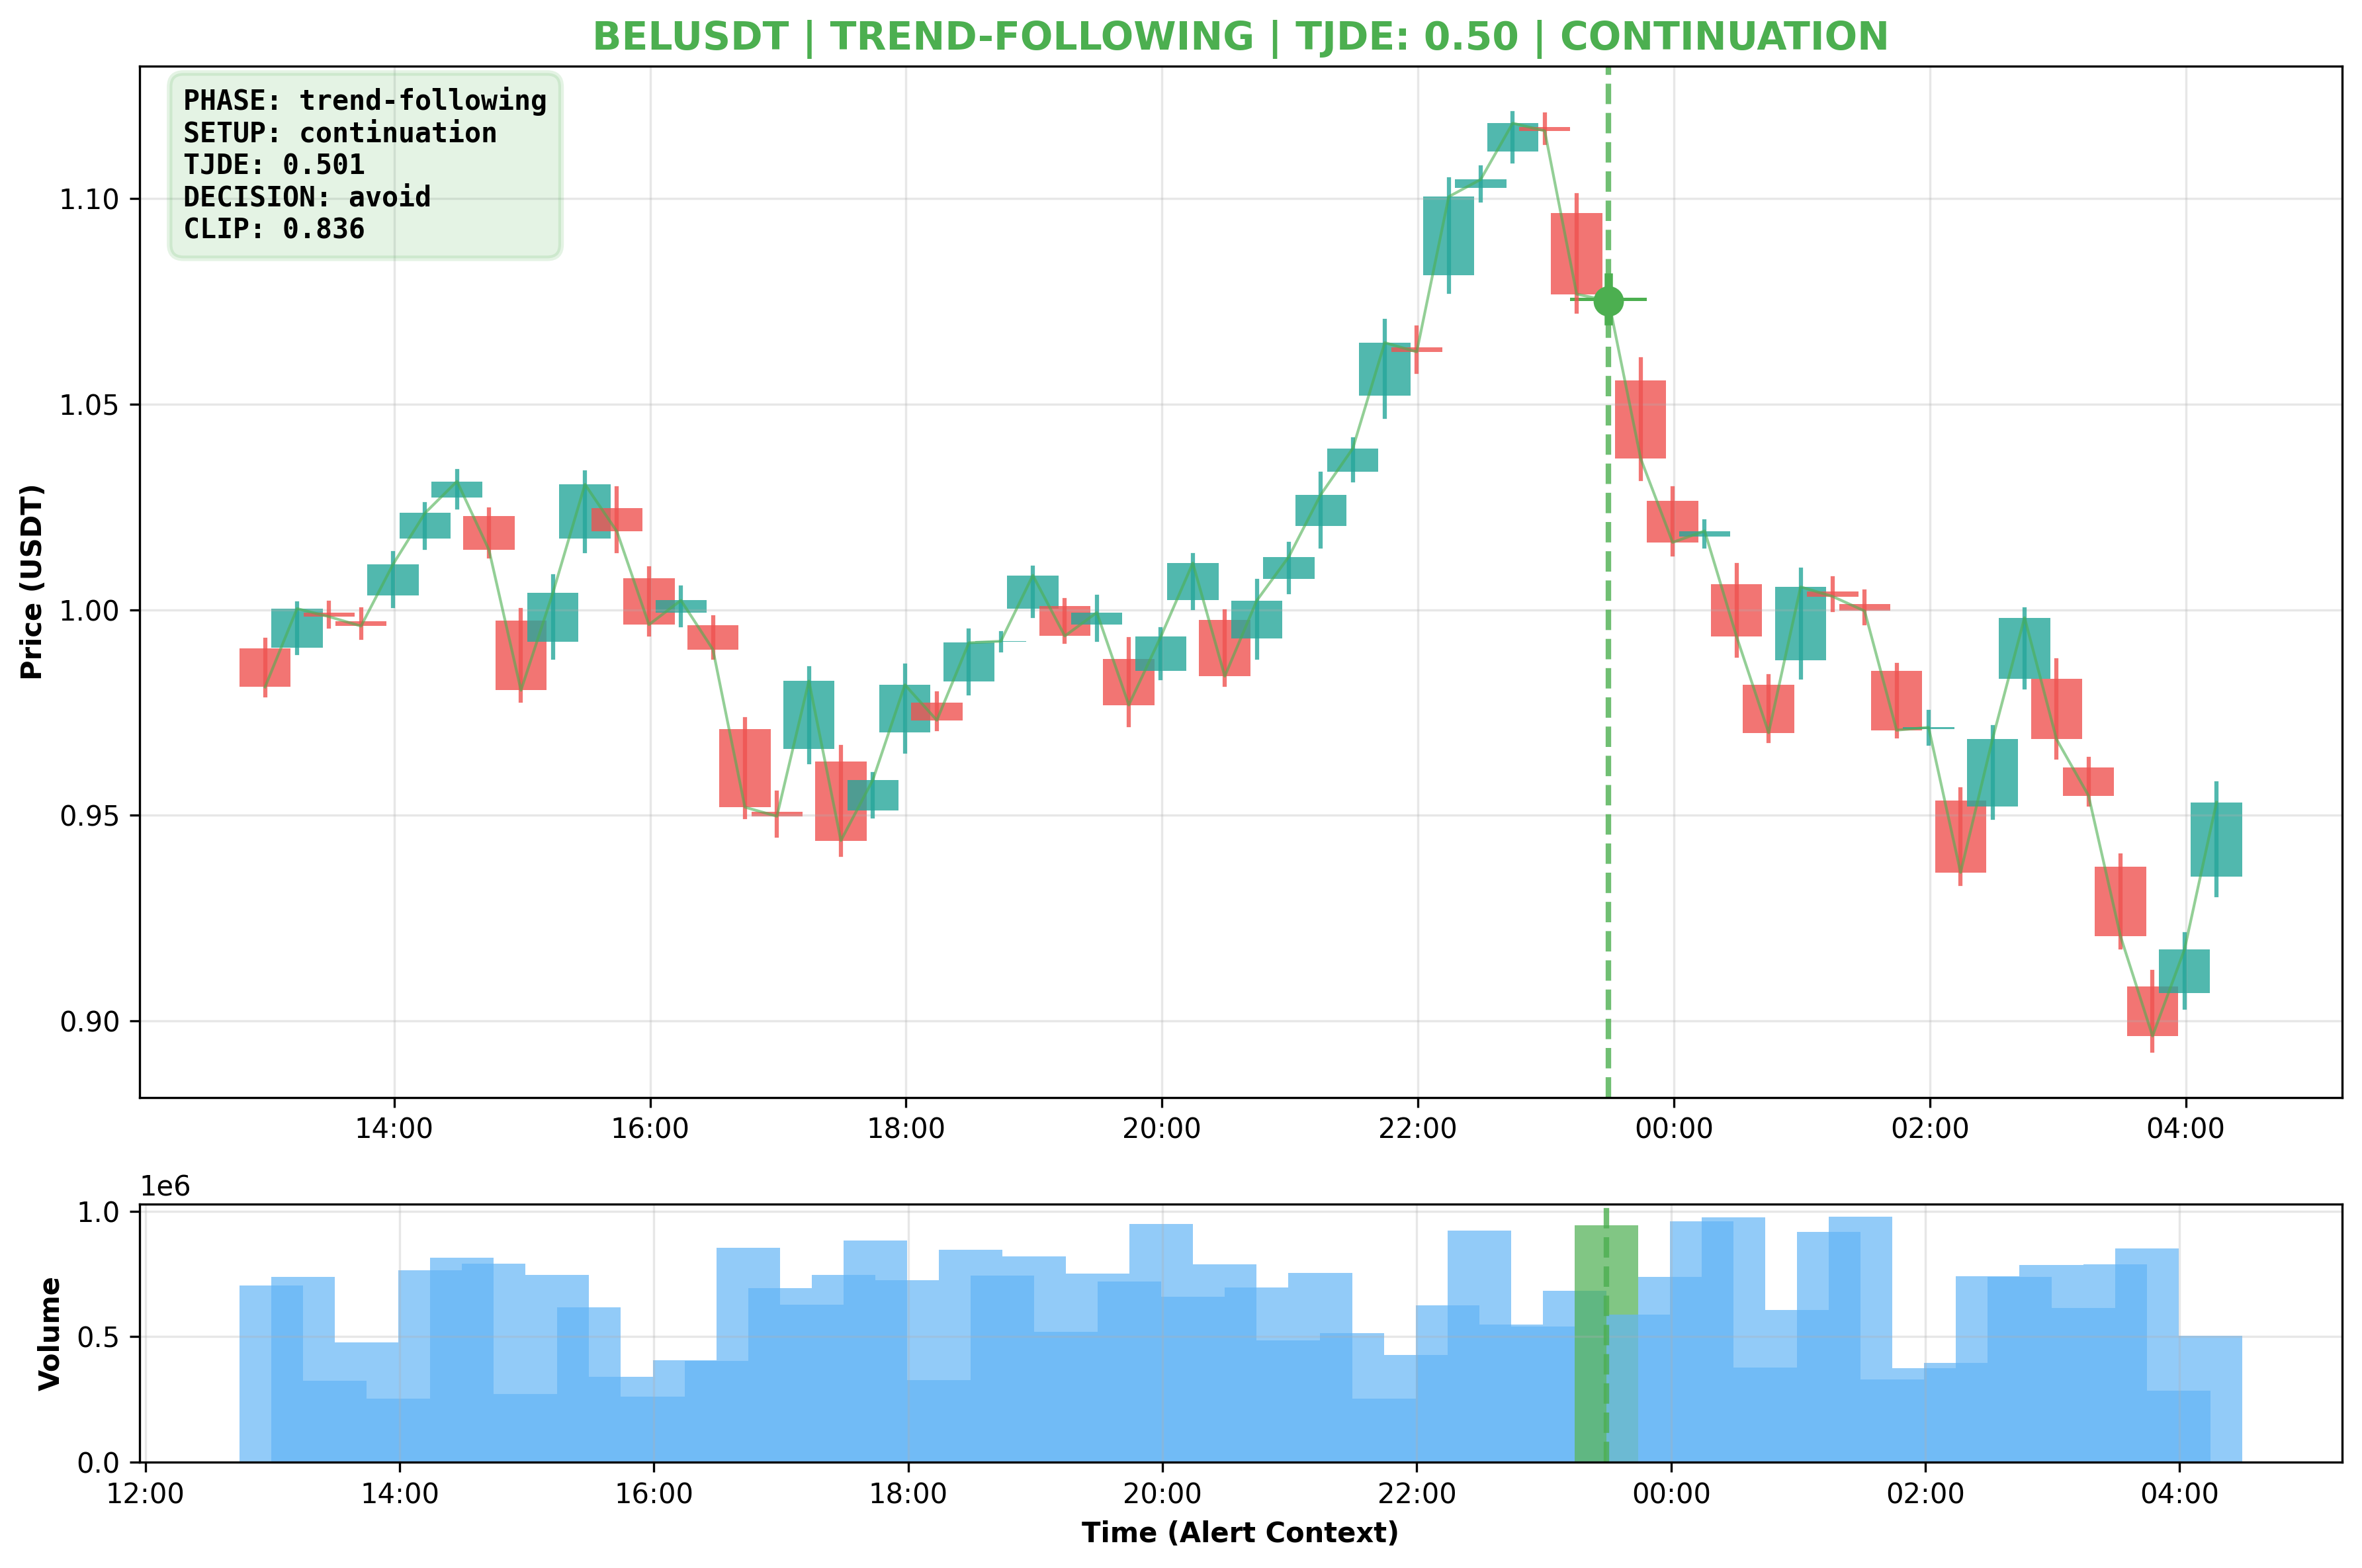 BELUSDT | TREND-FOLLOWING | TJDE: 0.50 | CONTINUATION
PHASE: trend-following
SETUP: continuation
TJDE: 0.501
DECISION: avoid
CLIP: 0.836
Price (USDT)
1.10
1.05
1.00
0.95
0.90
14:00 16:00 18:00 20:00 22:00 00:00 02:00 04:00
1e6
Volume
1.0
0.5
0.0
12:00 14:00 16:00 18:00 20:00 22:00 00:00 02:00 04:00
Time (Alert Context)